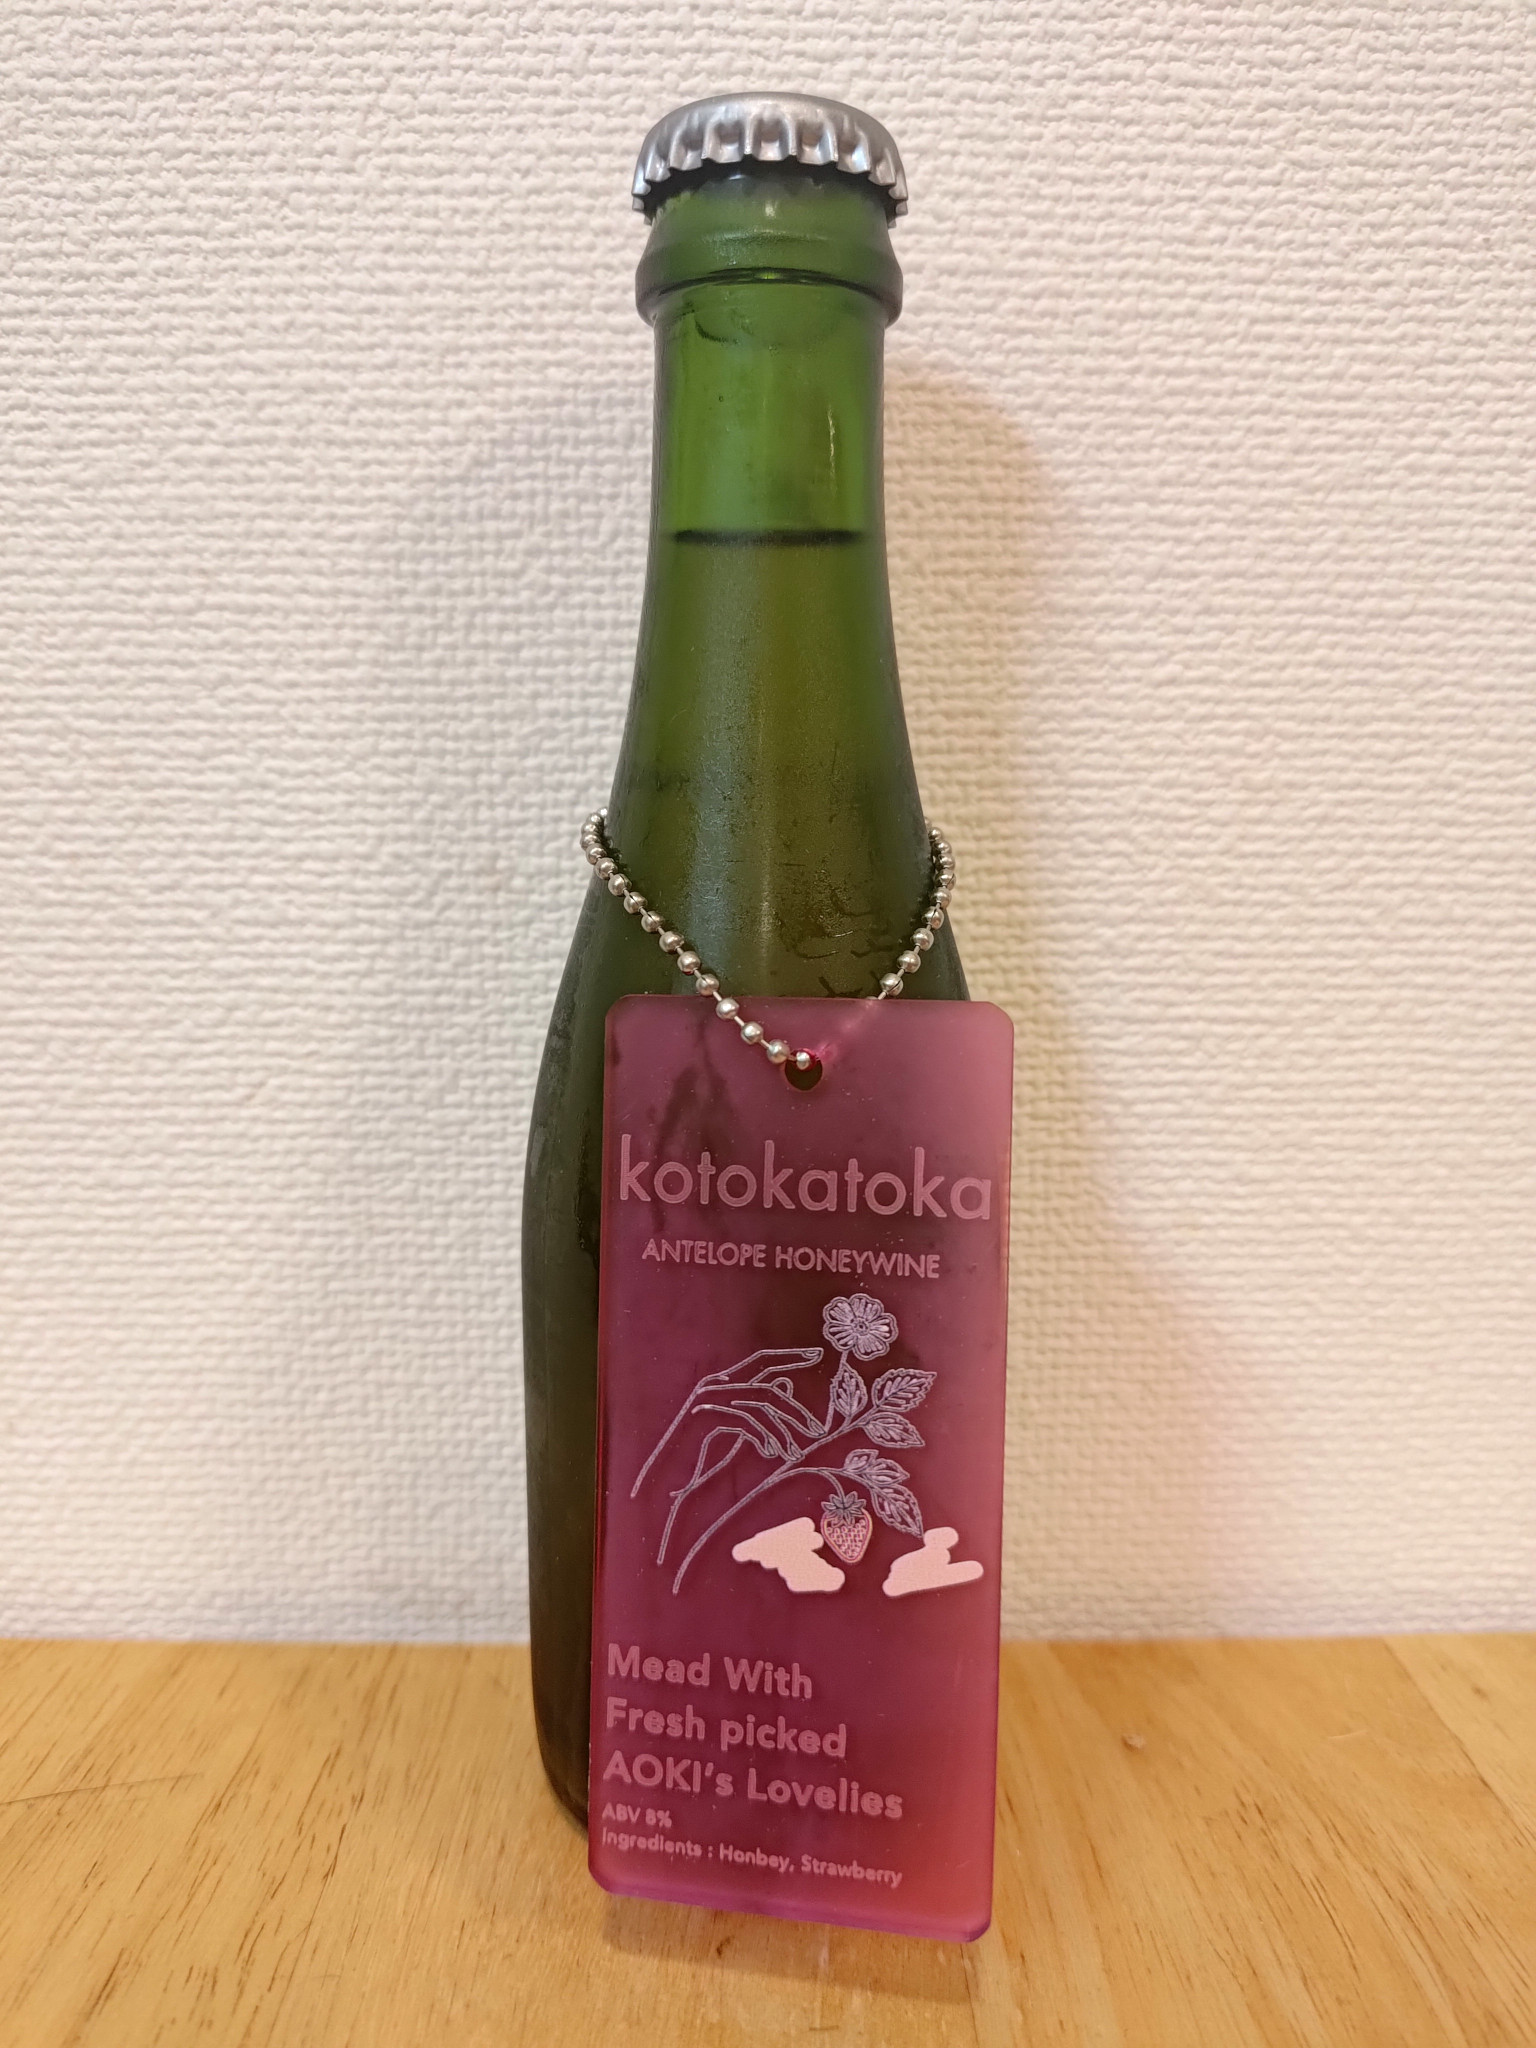 kotokatoka
ANTELOPE HONEYWINE
Mead With
Fresh picked
AOKI's Lovelies
ABV 8%
Ingredients : Honbey, Strawberry